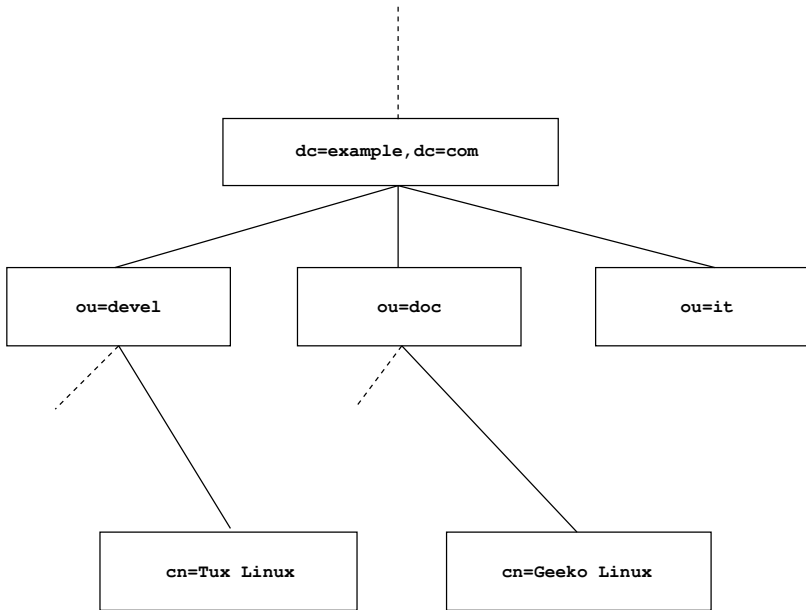 dc=example,dc=com
ou=devel
ou=doc
ou=it
cn=Tux Linux
cn=Geeko Linux